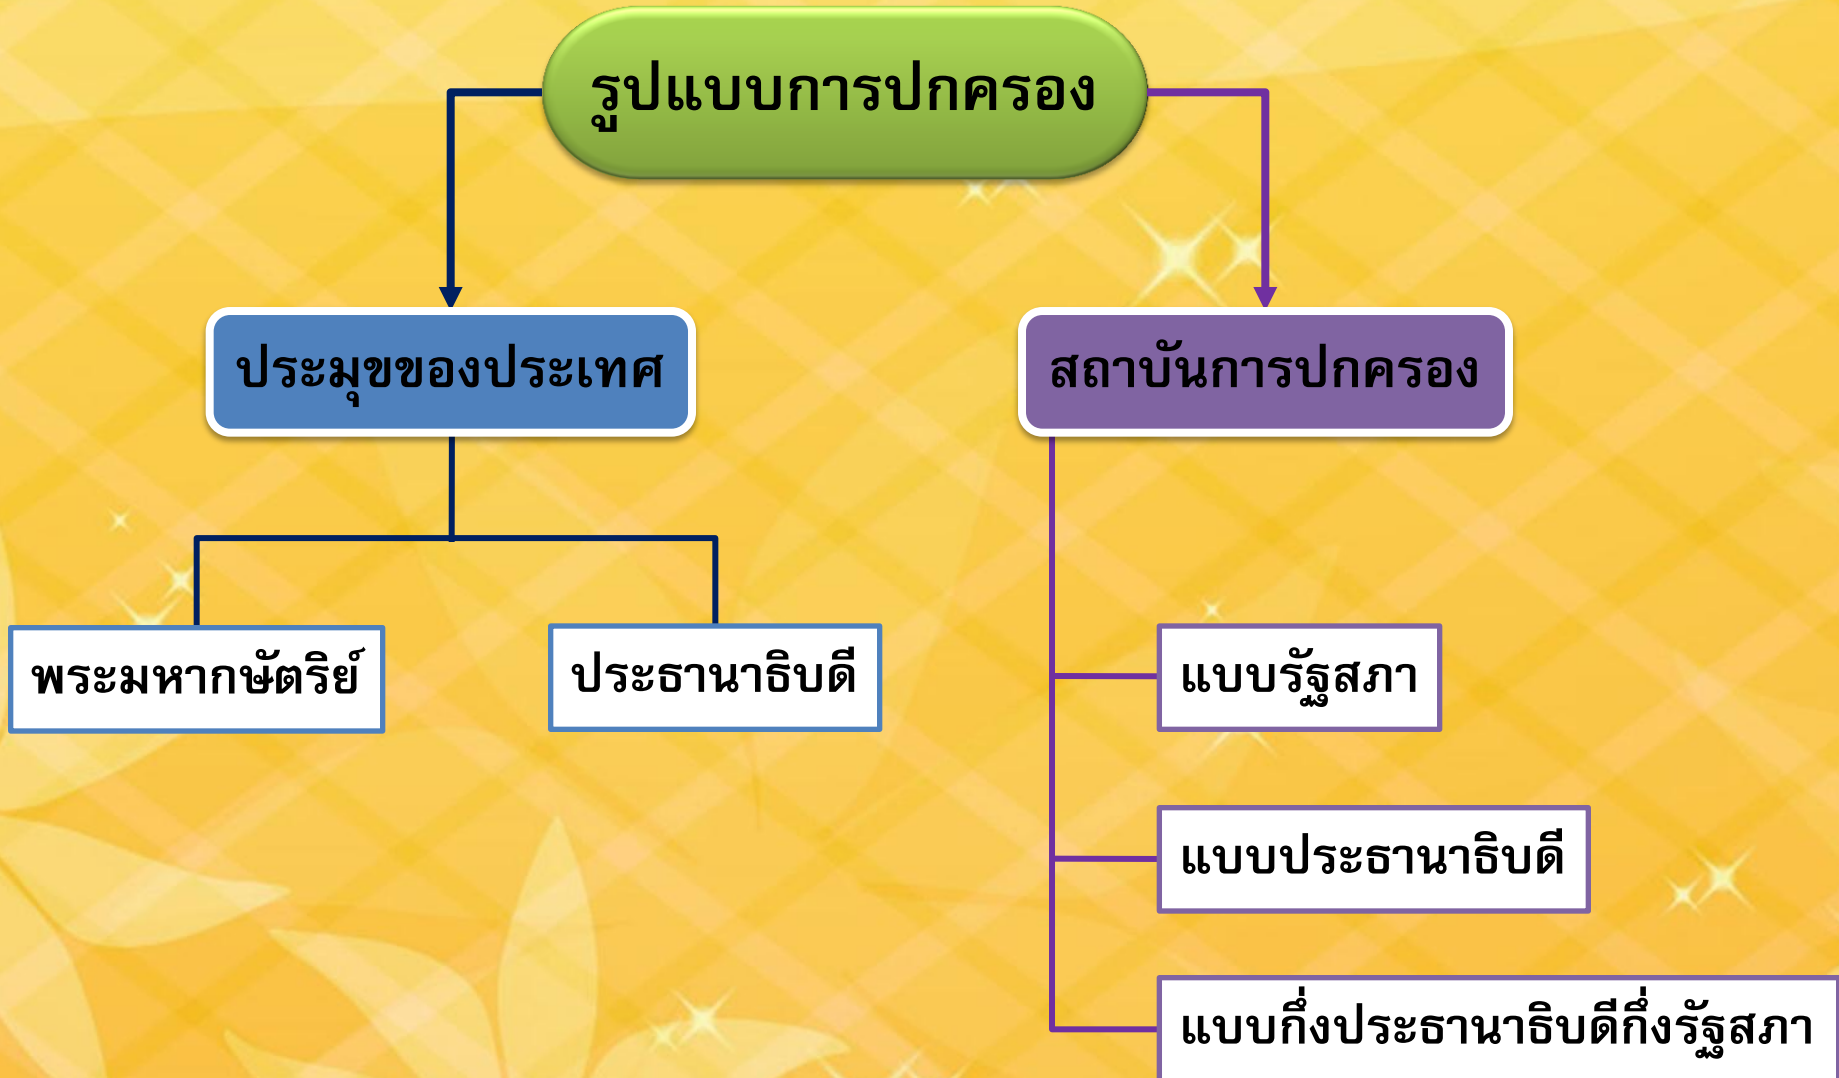 รูปแบบการปกครอง
ประมุขของประเทศ
สถาบันการปกครอง
พระมหากษัตริย์
ประธานาธิบดี
แบบรัฐสภา
แบบประธานาธิบดี
แบบกึ่งประธานาธิบดีกึ่งรัฐสภา